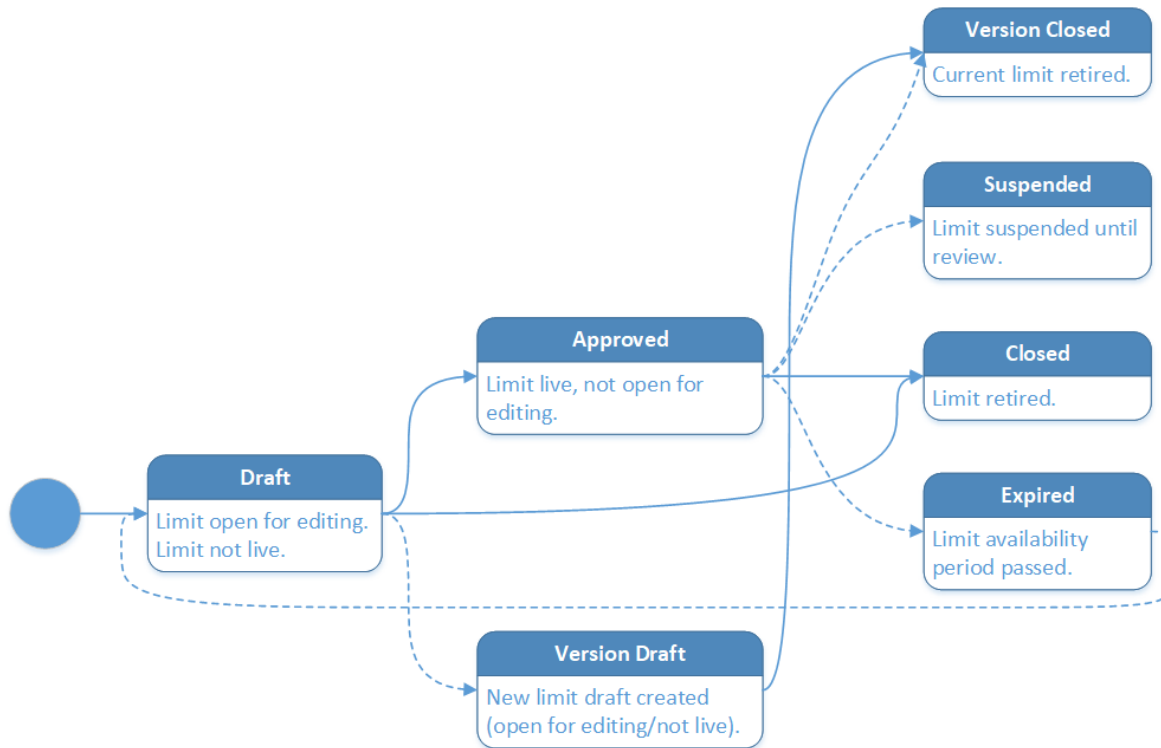 Version Closed
Current limit retired.
Suspended
Limit suspended until
review.
Approved
Limit live, not open for
editing.
Closed
Limit retired.
Draft
Limit open for editing.
Limit not live.
Expired
Limit availability
period passed.
Version Draft
New limit draft created
(open for editing/not live).